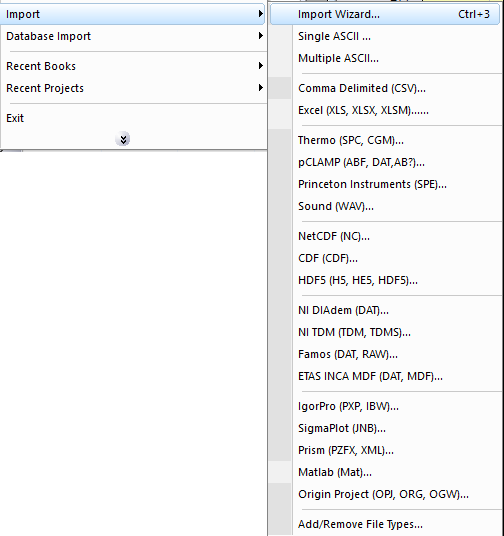 Import
Database Import
Recent Books
Recent Projects
Exit
Import Wizard... Ctrl+3
Single ASCII ...
Multiple ASCII...
Comma Delimited (CSV)...
Excel (XLS, XLSX, XLSM)......
Thermo (SPC, CGM)...
pCLAMP (ABF, DAT,AB?)...
Princeton Instruments (SPE)...
Sound (WAV)...
NetCDF (NC)...
CDF (CDF)...
HDF5 (H5, HE5, HDF5)...
NI DIAdem (DAT)...
NI TDM (TDM, TDMS)...
Famos (DAT, RAW)...
ETAS INCA MDF (DAT, MDF)...
IgorPro (PXP, IBW)...
SigmaPlot (JNB)...
Prism (PZFX, XML)...
Matlab (Mat)...
Origin Project (OPJ, ORG, OGW)...
Add/Remove File Types...